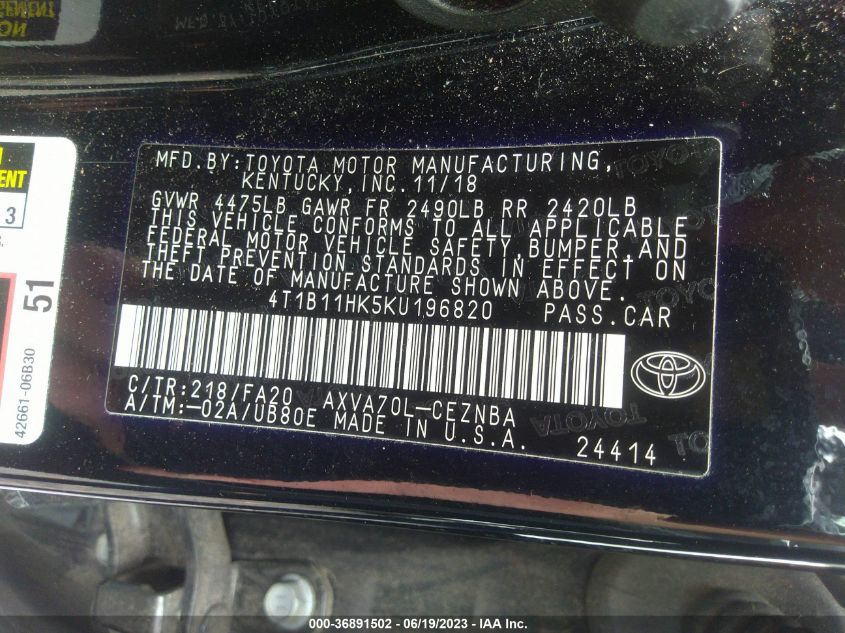 MFD.BY:TOYOTA MOTOR MANUFACTURING,
KENTUCKY, INC. 11/18
GVWR 4475LB GAWR FR 2490LB RR 2420LB
THIS VEHICLE CONFORMS TO ALL APPLICABLE
FEDERAL MOTOR VEHICLE SAFETY, BUMPER, AND
THEFT PREVENTION STANDARDS IN EFFECT ON
THE DATE OF MANUFACTURE SHOWN ABOVE.
4T1B11HK5KU196820 PASS.CAR
C/TR:218/FA20 AXVA70L-CEZNBA
A/TM:-02A/UB80E MADE IN U.S.A.
24414
51
42661-06B30
3
TOYOTA
000-36891502 - 06/19/2023 - IAA Inc.